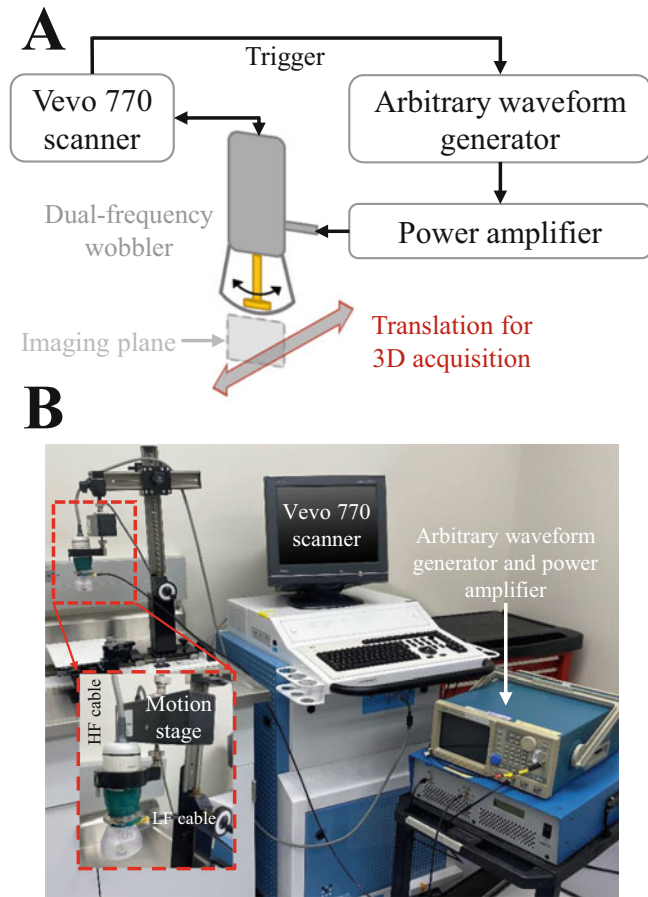 A
Trigger
Vevo 770
scanner
Arbitrary waveform
generator
Dual-frequency
wobbler
Power amplifier
Imaging plane
Translation for
3D acquisition
B
Vevo 770
scanner
Arbitrary waveform
generator and power
amplifier
HF cable
Motion
stage
LF cable